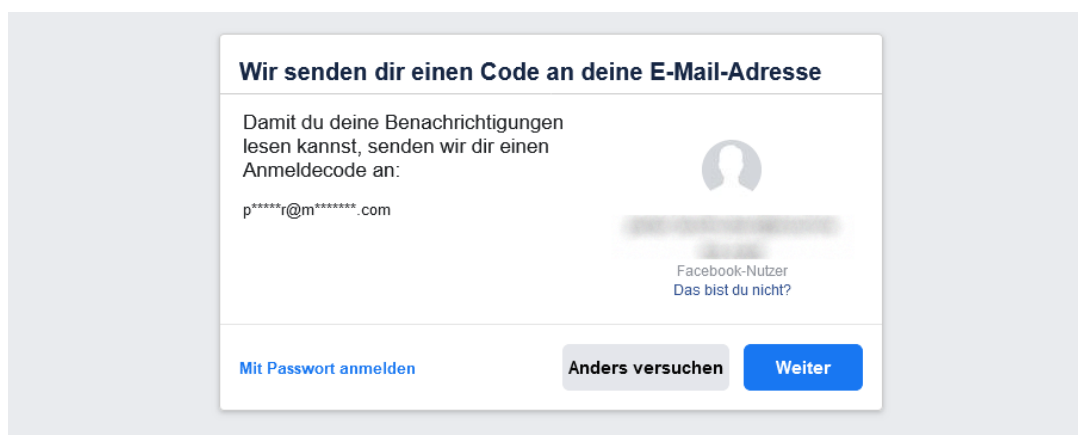 Wir senden dir einen Code an deine E-Mail-Adresse
Damit du deine Benachrichtigungen
lesen kannst, senden wir dir einen
Anmeldecode an:
p*****r@m*******.com
Facebook-Nutzer
Das bist du nicht?
Mit Passwort anmelden
Anders versuchen
Weiter